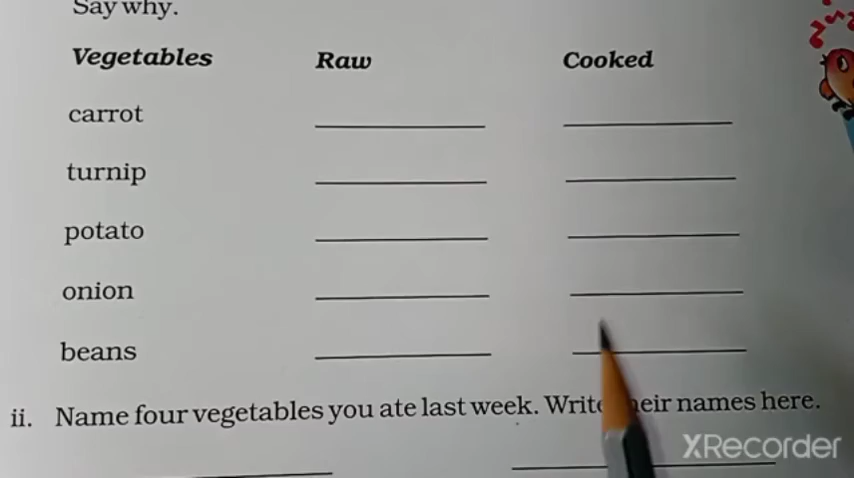 Say why.
Vegetables Raw Cooked
carrot
turnip
potato
onion
beans
ii. Name four vegetables you ate last week. Write their names here.
XRecorder